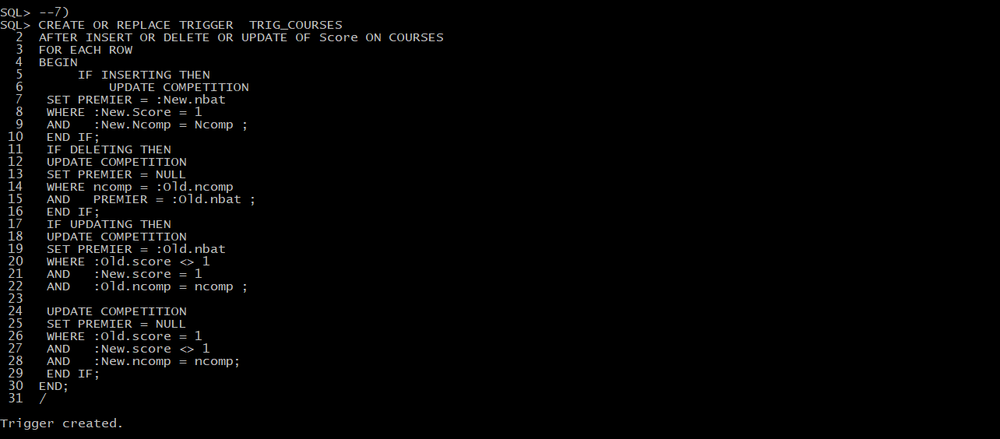 SQL> --7)
SQL> CREATE OR REPLACE TRIGGER  TRIG_COURSES
  2  AFTER INSERT OR DELETE OR UPDATE OF Score ON COURSES
  3  FOR EACH ROW
  4  BEGIN
  5       IF INSERTING THEN
  6           UPDATE COMPETITION
  7   SET PREMIER = :New.nbat
  8   WHERE :New.Score = 1
  9   AND   :New.Ncomp = Ncomp ;
 10   END IF;
 11   IF DELETING THEN
 12   UPDATE COMPETITION
 13   SET PREMIER = NULL
 14   WHERE ncomp = :Old.ncomp
 15   AND   PREMIER = :Old.nbat ;
 16   END IF;
 17   IF UPDATING THEN
 18   UPDATE COMPETITION
 19   SET PREMIER = :Old.nbat
 20   WHERE :Old.score <> 1
 21   AND   :New.score = 1
 22   AND   :Old.ncomp = ncomp ;
 23
 24   UPDATE COMPETITION
 25   SET PREMIER = NULL
 26   WHERE :Old.score = 1
 27   AND   :New.score <> 1
 28   AND   :New.ncomp = ncomp;
 29   END IF;
 30  END;
 31  /
Trigger created.